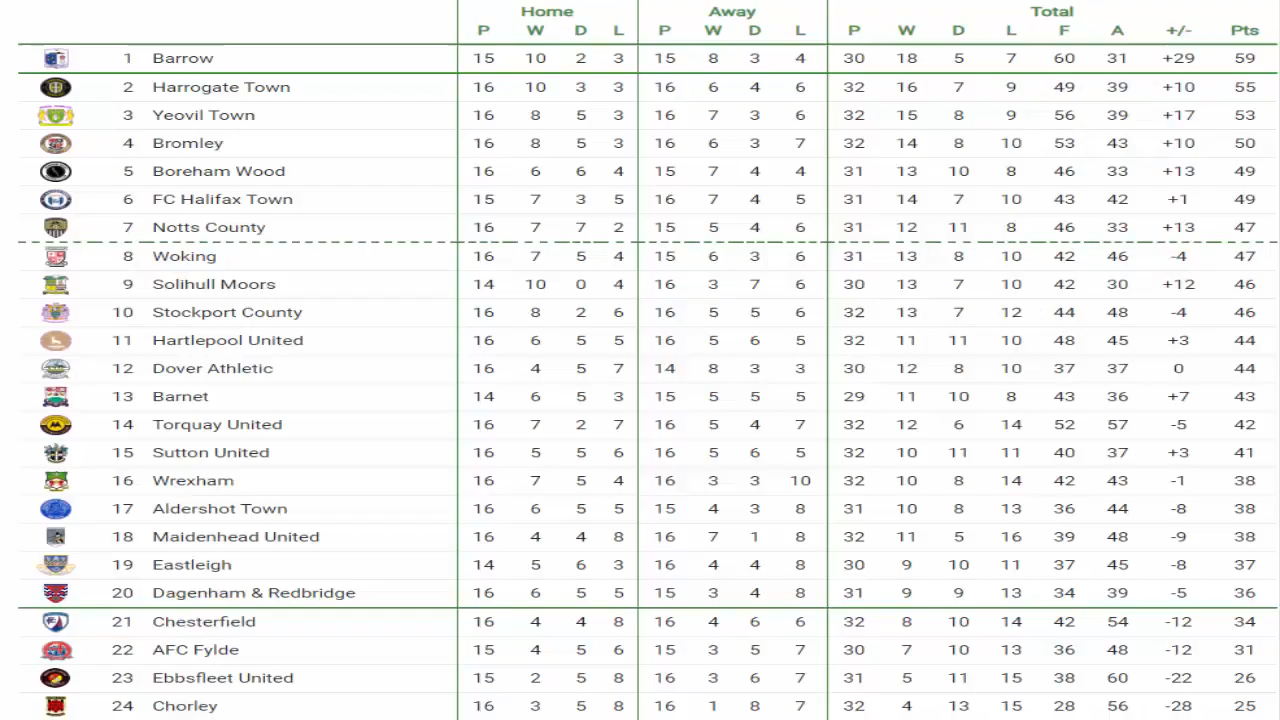 Home Away Total
P W D L P W D L P W D L F A +/- Pts
1 Barrow 15 10 2 3 15 8 3 4 30 18 5 7 60 31 +29 59
2 Harrogate Town 16 10 3 3 16 6 4 6 32 16 7 9 49 39 +10 55
3 Yeovil Town 16 8 5 3 16 7 3 6 32 15 8 9 56 39 +17 53
4 Bromley 16 8 5 3 16 6 3 7 32 14 8 10 53 43 +10 50
5 Boreham Wood 16 6 6 4 15 7 4 4 31 13 10 8 46 33 +13 49
6 FC Halifax Town 15 7 3 5 16 7 4 5 31 14 7 10 43 42 +1 49
7 Notts County 16 7 7 2 15 5 4 6 31 12 11 8 46 33 +13 47
8 Woking 16 7 5 4 15 6 3 6 31 13 8 10 42 46 -4 47
9 Solihull Moors 14 10 0 4 16 3 7 6 30 13 7 10 42 30 +12 46
10 Stockport County 16 8 2 6 16 5 5 6 32 13 7 12 44 48 -4 46
11 Hartlepool United 16 6 5 5 16 5 6 5 32 11 11 10 48 45 +3 44
12 Dover Athletic 16 4 5 7 14 8 3 3 30 12 8 10 37 37 0 44
13 Barnet 14 6 5 3 15 5 5 5 29 11 10 8 43 36 +7 43
14 Torquay United 16 7 2 7 16 5 4 7 32 12 6 14 52 57 -5 42
15 Sutton United 16 5 5 6 16 5 6 5 32 10 11 11 40 37 +3 41
16 Wrexham 16 7 5 4 16 3 3 10 32 10 8 14 42 43 -1 38
17 Aldershot Town 16 6 5 5 15 4 3 8 31 10 8 13 36 44 -8 38
18 Maidenhead United 16 4 4 8 16 7 1 8 32 11 5 16 39 48 -9 38
19 Eastleigh 14 5 6 3 16 4 4 8 30 9 10 11 37 45 -8 37
20 Dagenham & Redbridge 16 6 5 5 15 3 4 8 31 9 9 13 34 39 -5 36
21 Chesterfield 16 4 4 8 16 4 6 6 32 8 10 14 42 54 -12 34
22 AFC Fylde 15 4 5 6 15 3 5 7 30 7 10 13 36 48 -12 31
23 Ebbsfleet United 15 2 5 8 16 3 6 7 31 5 11 15 38 60 -22 26
24 Chorley 16 3 5 8 16 1 8 7 32 4 13 15 28 56 -28 25